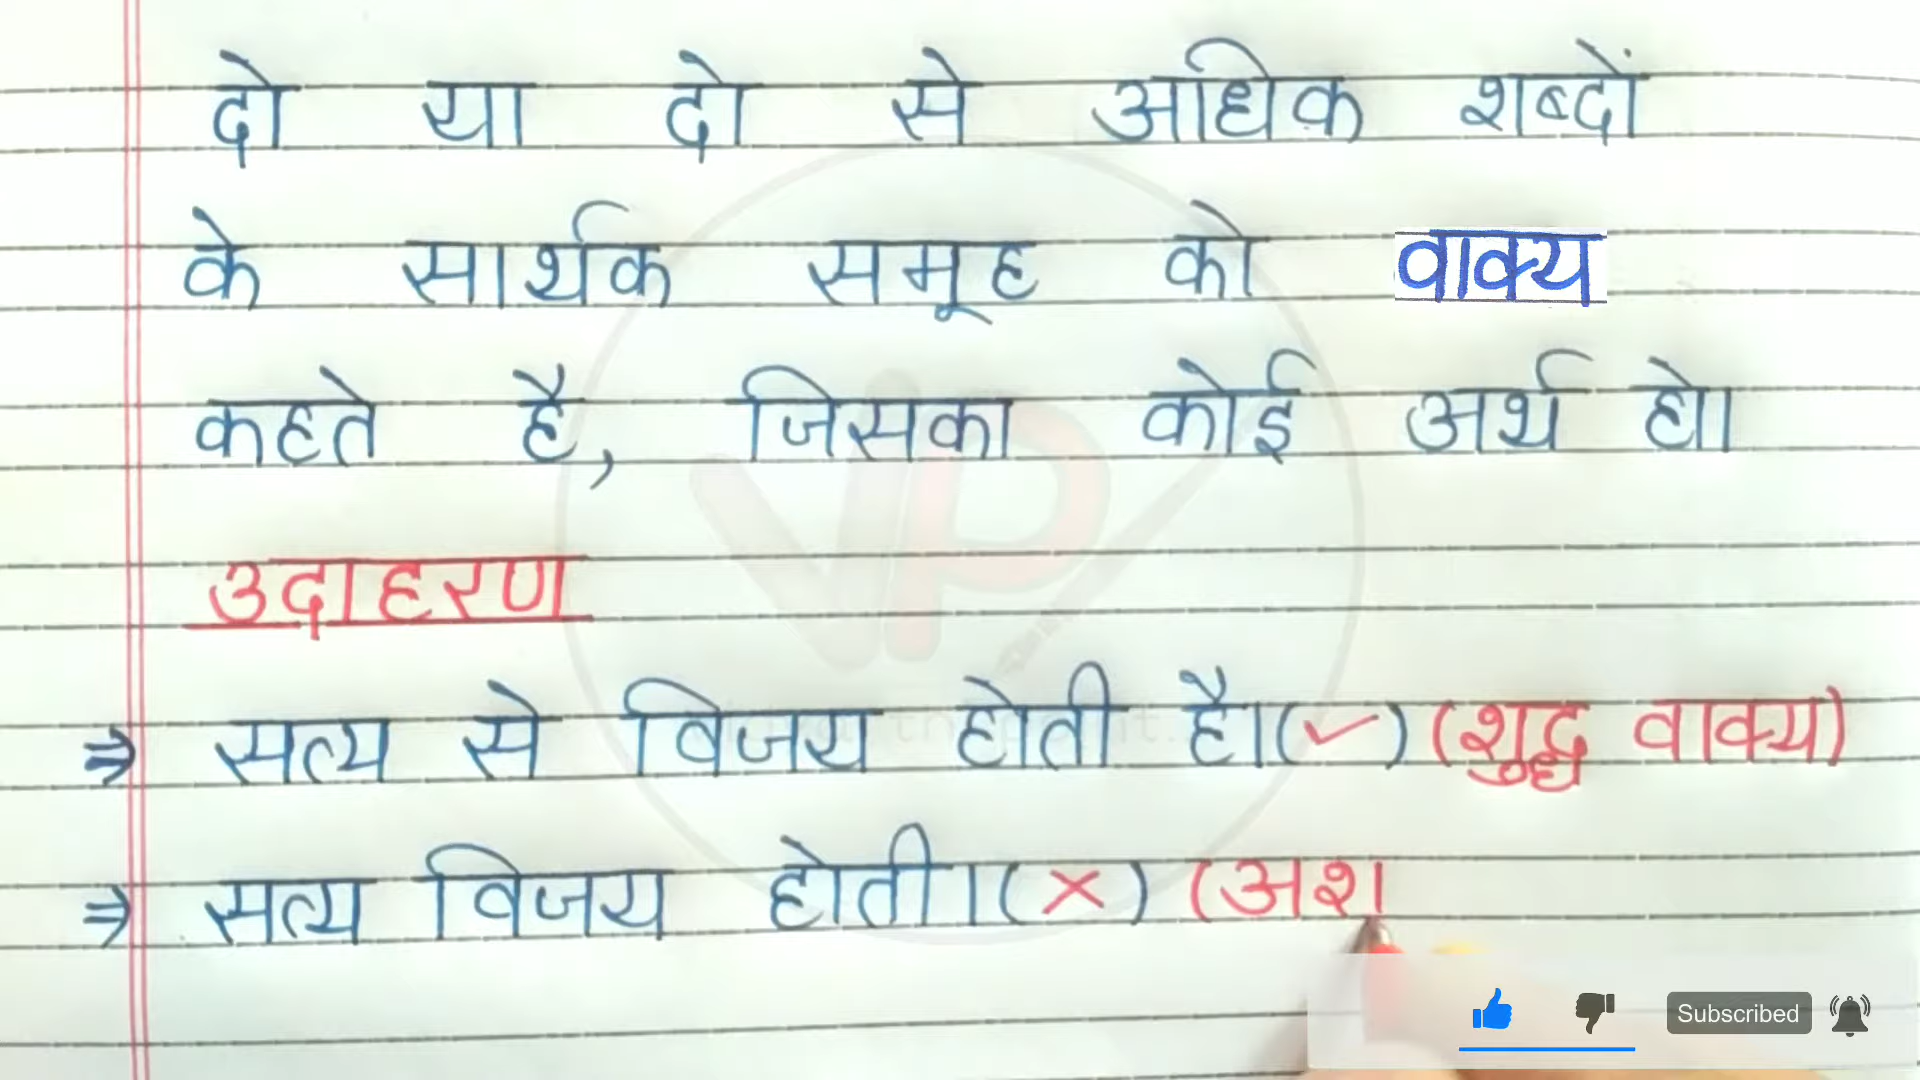 दो या दो से अधिक शब्दों
के सार्थक समूह को वाक्य
कहते है, जिसका कोई अर्थ हो।
उदाहरण
⇒ सत्य से विजय होती है। (✓) (शुद्ध वाक्य)
⇒ सत्य विजय होती। (×) (अश
Subscribed